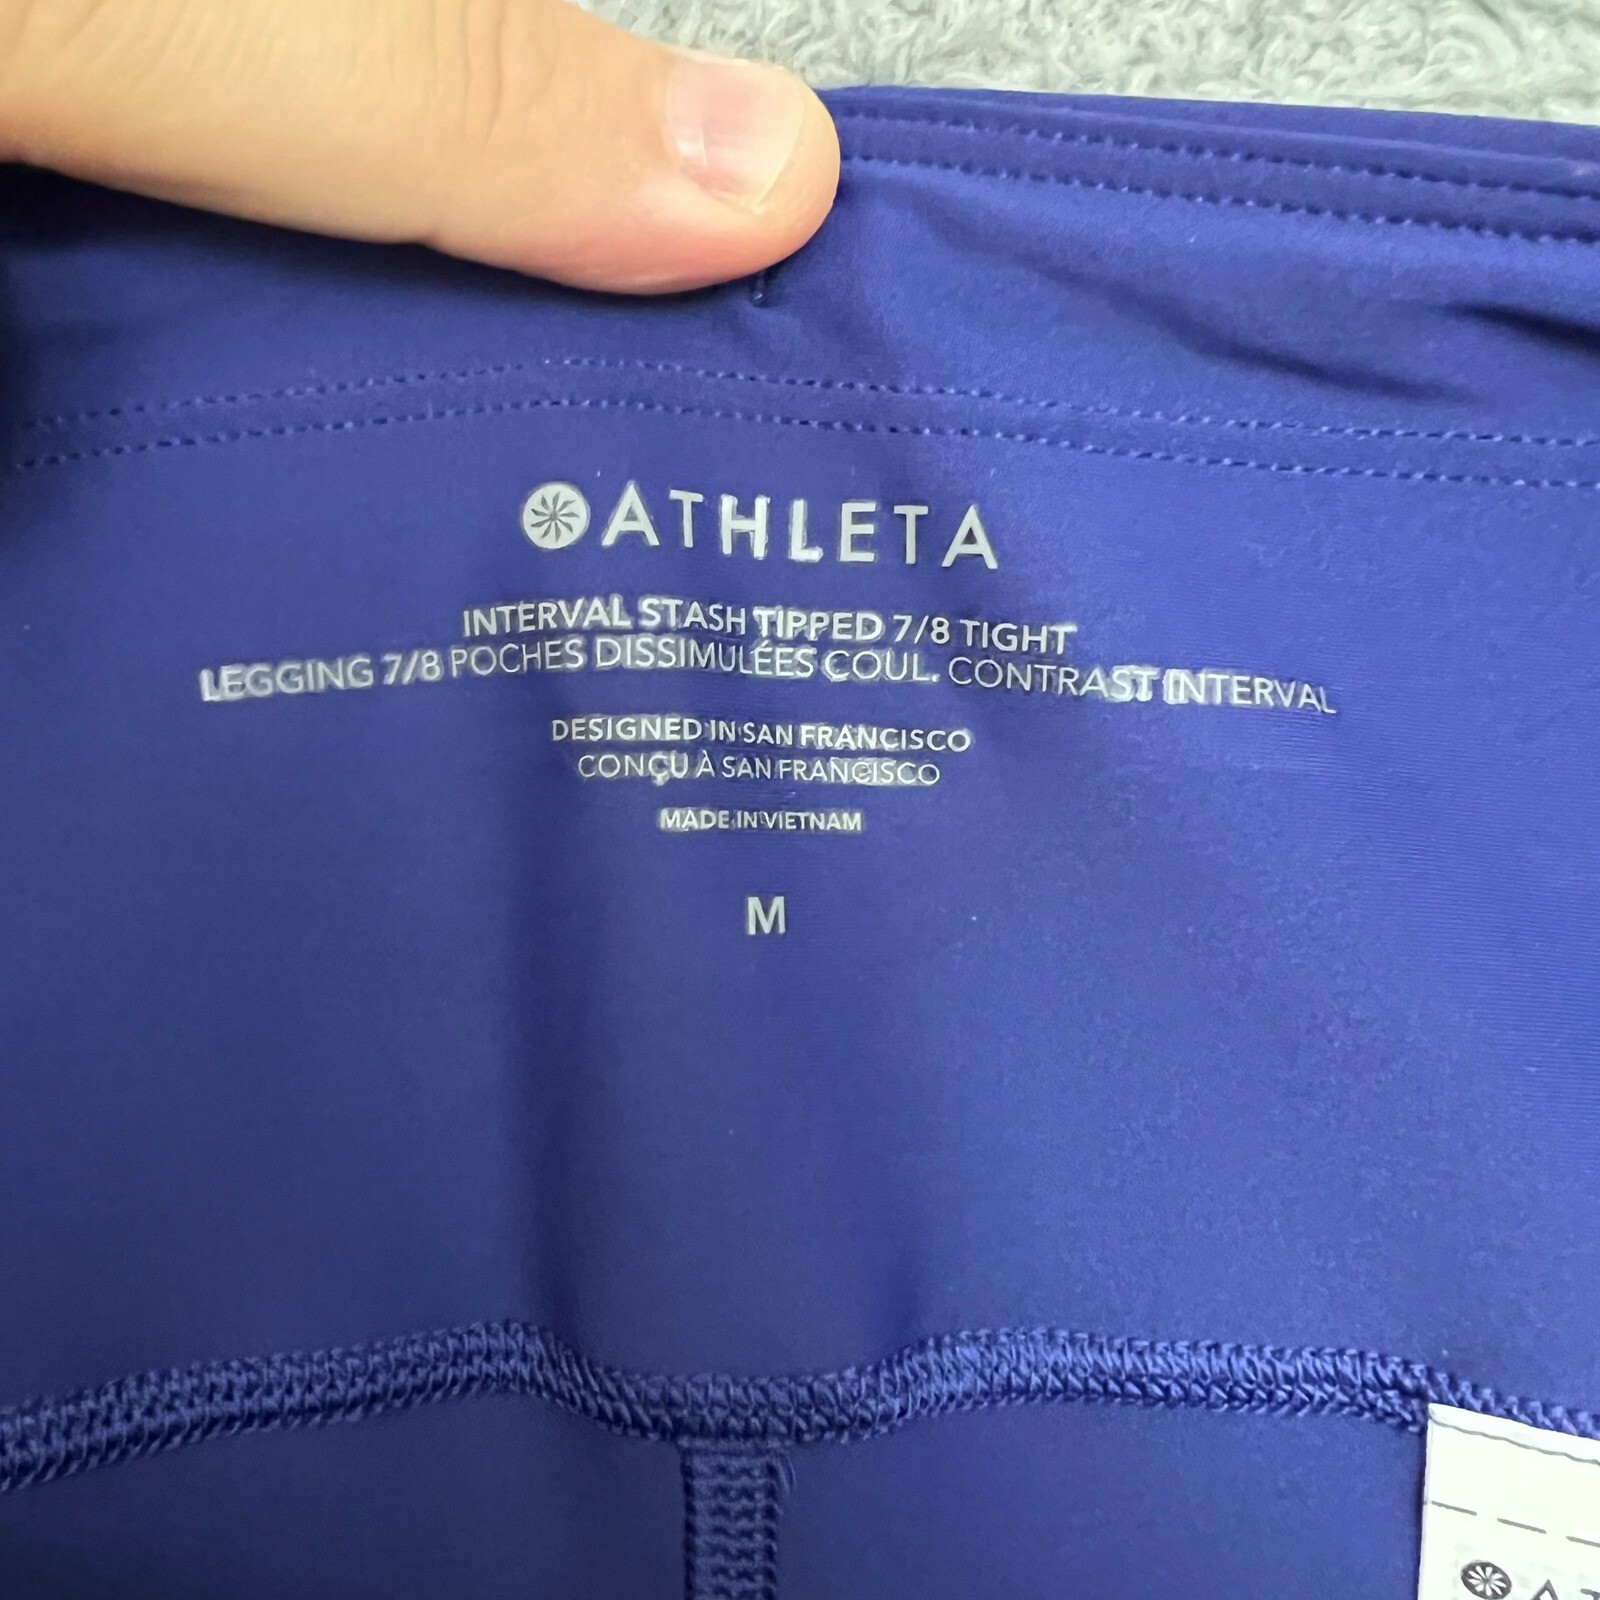 ATHLETA
INTERVAL STASH TIPPED 7/8 TIGHT
LEGGING 7/8 POCHES DISSIMULÉES COUL. CONTRAST INTERVAL
DESIGNED IN SAN FRANCISCO
CONÇU À SAN FRANCISCO
MADE IN VIETNAM
M